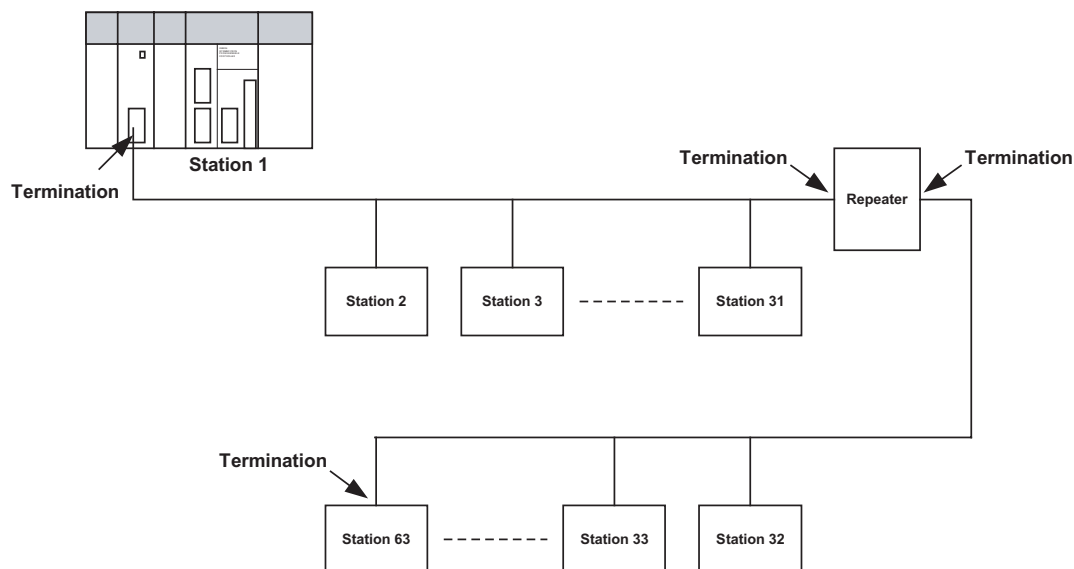 Station 1
Termination
Termination
Termination
Repeater
Station 2
Station 3
Station 31
Termination
Station 63
Station 33
Station 32